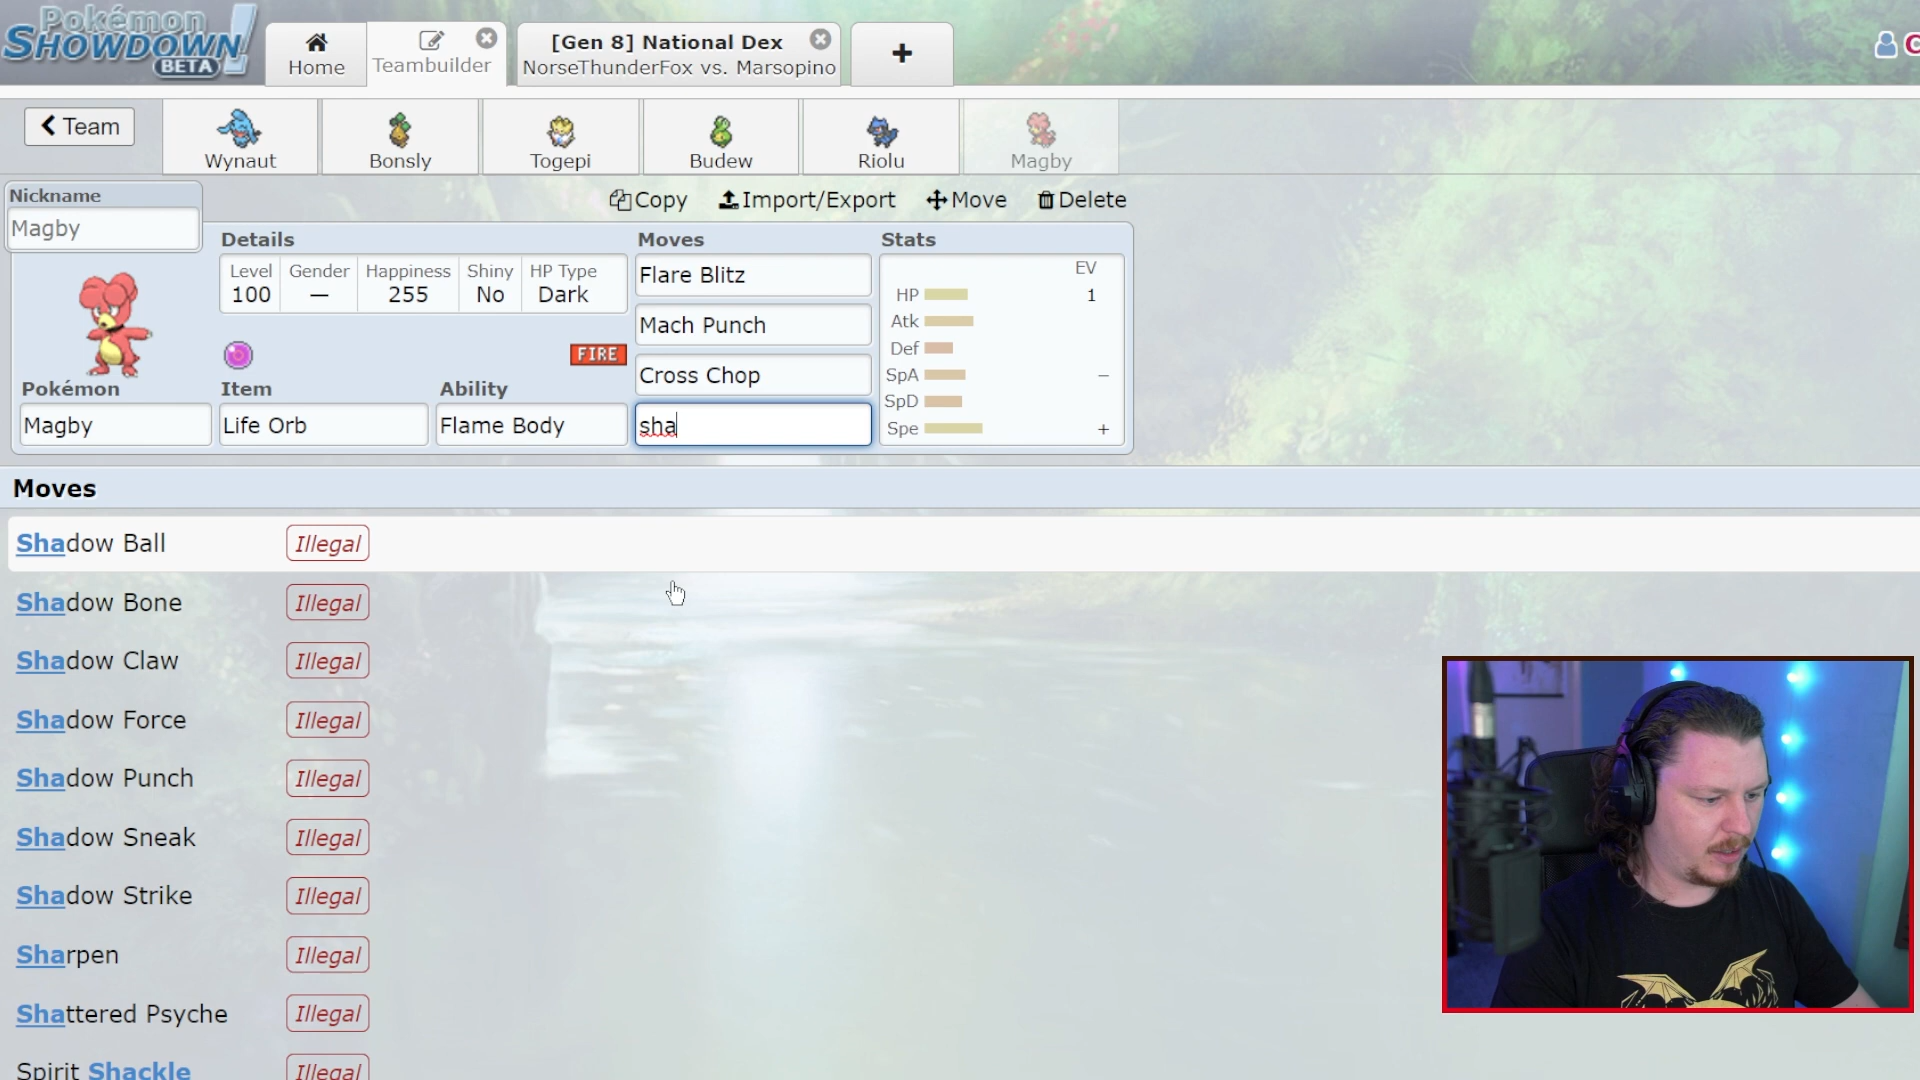 Pokémon
SHOWDOWN!
BETA
Home
Teambuilder
[Gen 8] National Dex
NorseThunderFox vs. Marsopino
+
Team
Wynaut
Bonsly
Togepi
Budew
Riolu
Magby
Nickname
Magby
Copy
Import/Export
Move
Delete
Details
Level
100
Gender
—
Happiness
255
Shiny
No
HP Type
Dark
FIRE
Pokémon
Magby
Item
Life Orb
Ability
Flame Body
Moves
Flare Blitz
Mach Punch
Cross Chop
sha
Stats
EV
HP 1
Atk
Def
SpA −
SpD
Spe +
Moves
Shadow Ball Illegal
Shadow Bone Illegal
Shadow Claw Illegal
Shadow Force Illegal
Shadow Punch Illegal
Shadow Sneak Illegal
Shadow Strike Illegal
Sharpen Illegal
Shattered Psyche Illegal
Spirit Shackle Illegal